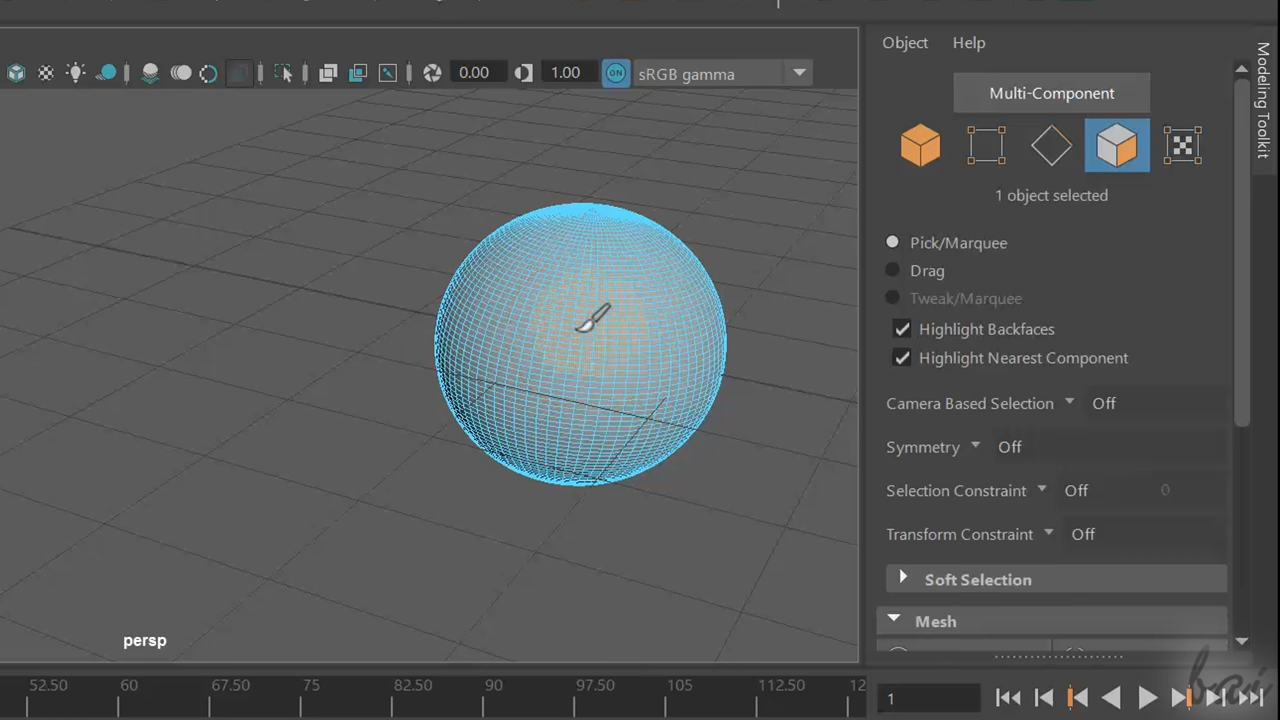 Object Help
Modeling Toolkit
0.00 1.00 ON sRGB gamma
Multi-Component
1 object selected
Pick/Marquee
Drag
Tweak/Marquee
Highlight Backfaces
Highlight Nearest Component
Camera Based Selection Off
Symmetry Off
Selection Constraint Off 0
Transform Constraint Off
Soft Selection
Mesh
persp
52.50 60 67.50 75 82.50 90 97.50 105 112.50 12
1